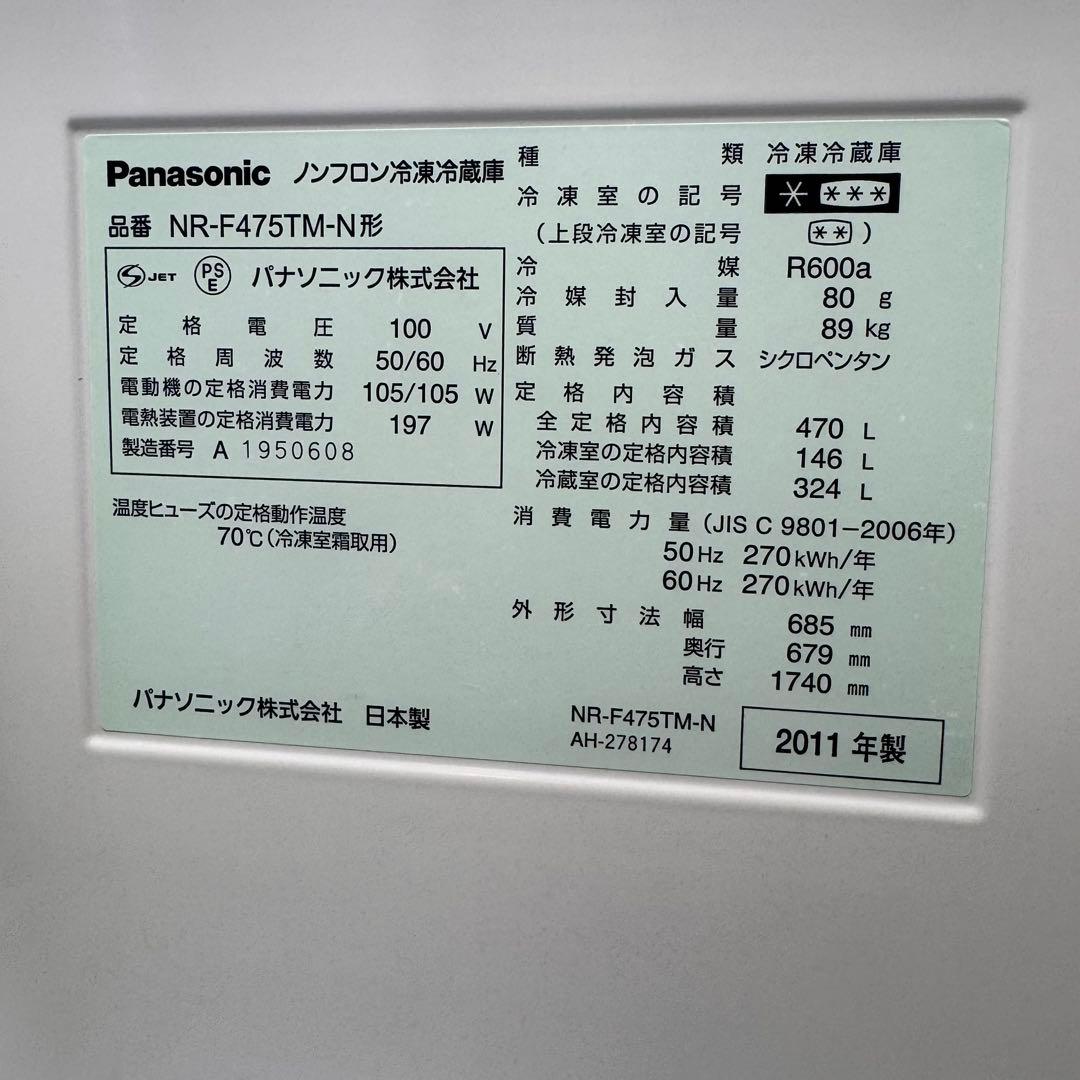 Panasonic ノンフロン冷凍冷蔵庫
品番 NR-F475TM-N形
JET PSE パナソニック株式会社
定格電圧 100 V
定格周波数 50/60 Hz
電動機の定格消費電力 105/105 W
電熱装置の定格消費電力 197 W
製造番号 A 1950608
温度ヒューズの定格動作温度
70℃(冷凍室霜取用)
パナソニック株式会社 日本製
種類 冷凍冷蔵庫
冷凍室の記号 * ***
(上段冷凍室の記号 ** )
冷媒 R600a
冷媒封入量 80 g
質量 89 kg
断熱発泡ガス シクロペンタン
定格内容積
全定格内容積 470 L
冷凍室の定格内容積 146 L
冷蔵室の定格内容積 324 L
消費電力量 (JIS C 9801−2006年)
50Hz 270kWh/年
60Hz 270kWh/年
外形寸法 幅 685 mm
奥行 679 mm
高さ 1740 mm
NR-F475TM-N
AH-278174
2011年製